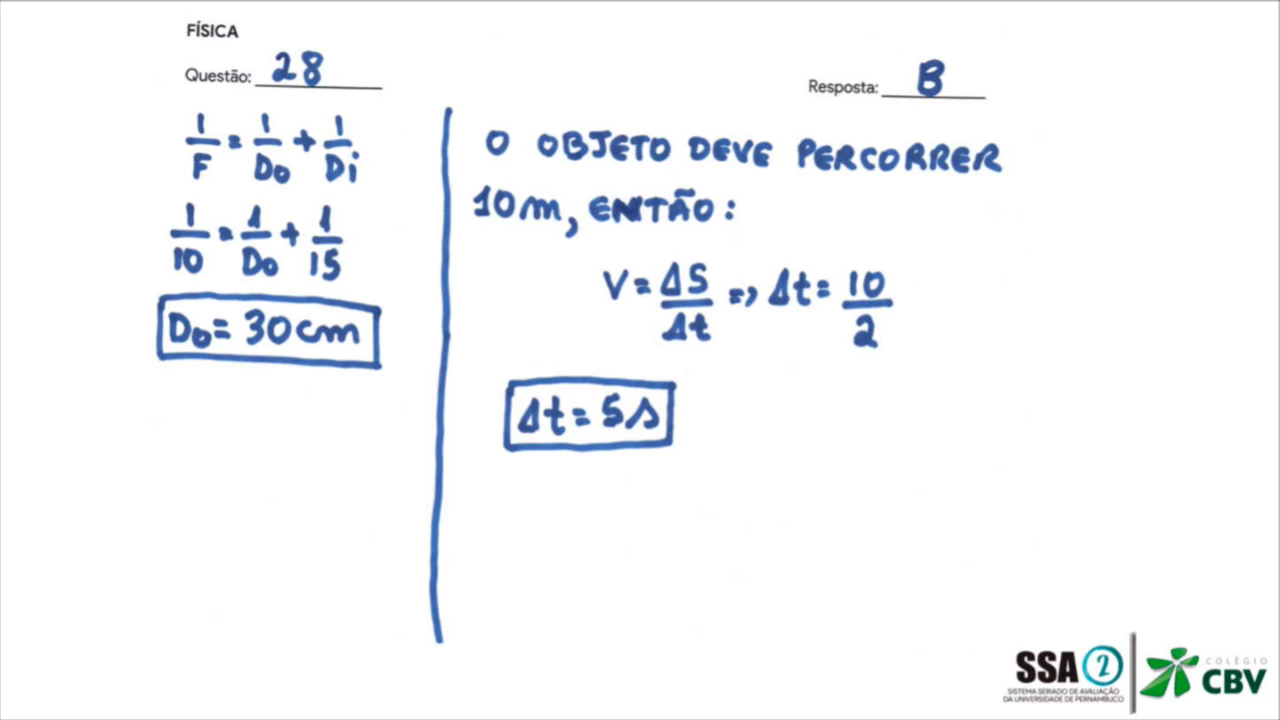 FÍSICA
Questão: 28
Resposta: B
1/F = 1/Do + 1/Di
1/10 = 1/Do + 1/15
Do = 30cm
O OBJETO DEVE PERCORRER
10m, ENTÃO:
V = ΔS/Δt => Δt = 10/2
Δt = 5s
SSA 2
SISTEMA SERIADO DE AVALIAÇÃO
DA UNIVERSIDADE DE PERNAMBUCO
COLÉGIO
CBV